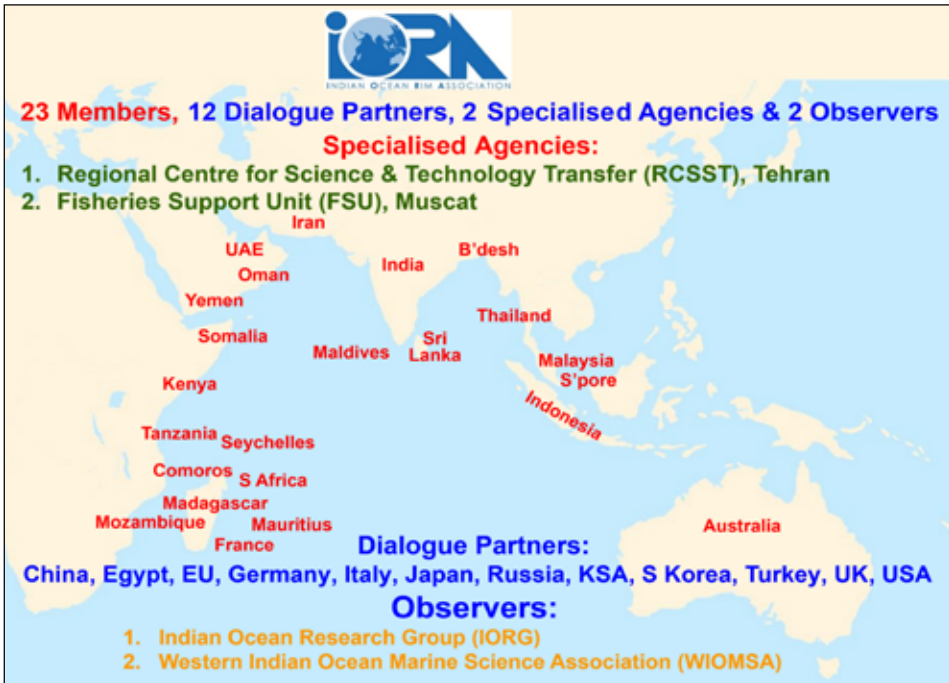 iORA
INDIAN OCEAN RIM ASSOCIATION
23 Members, 12 Dialogue Partners, 2 Specialised Agencies & 2 Observers
Specialised Agencies:
1. Regional Centre for Science & Technology Transfer (RCSST), Tehran
2. Fisheries Support Unit (FSU), Muscat
Iran
UAE
B'desh
India
Oman
Yemen
Thailand
Somalia
Sri
Lanka
Maldives
Malaysia
S'pore
Kenya
Indonesia
Tanzania
Seychelles
Comoros
S Africa
Madagascar
Mozambique
Mauritius
Australia
France
Dialogue Partners:
China, Egypt, EU, Germany, Italy, Japan, Russia, KSA, S Korea, Turkey, UK, USA
Observers:
1. Indian Ocean Research Group (IORG)
2. Western Indian Ocean Marine Science Association (WIOMSA)